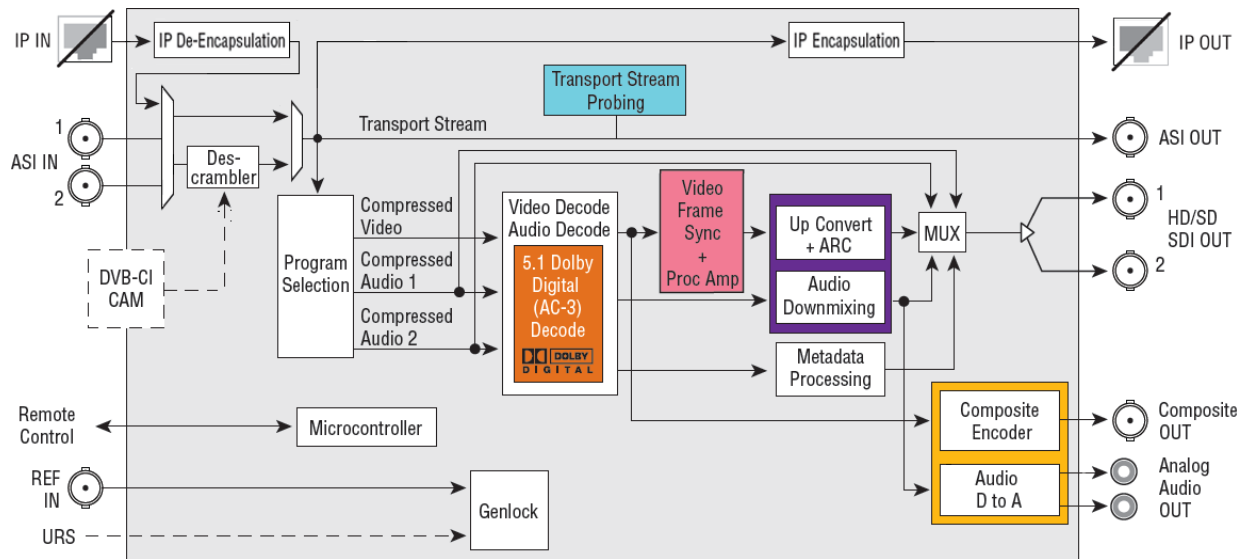 IP IN
IP De-Encapsulation
IP Encapsulation
IP OUT
Transport Stream
Probing
1
ASI IN
2
Transport Stream
ASI OUT
Des-
crambler
DVB-CI
CAM
Program
Selection
Compressed
Video
Compressed
Audio 1
Compressed
Audio 2
Video Decode
Audio Decode
5.1 Dolby
Digital
(AC-3)
Decode
DOLBY
DIGITAL
Video
Frame
Sync
+
Proc Amp
Up Convert
+ ARC
Audio
Downmixing
MUX
1
HD/SD
SDI OUT
2
Metadata
Processing
Remote
Control
Microcontroller
Composite
Encoder
Composite
OUT
REF
IN
Genlock
Audio
D to A
Analog
Audio
OUT
URS